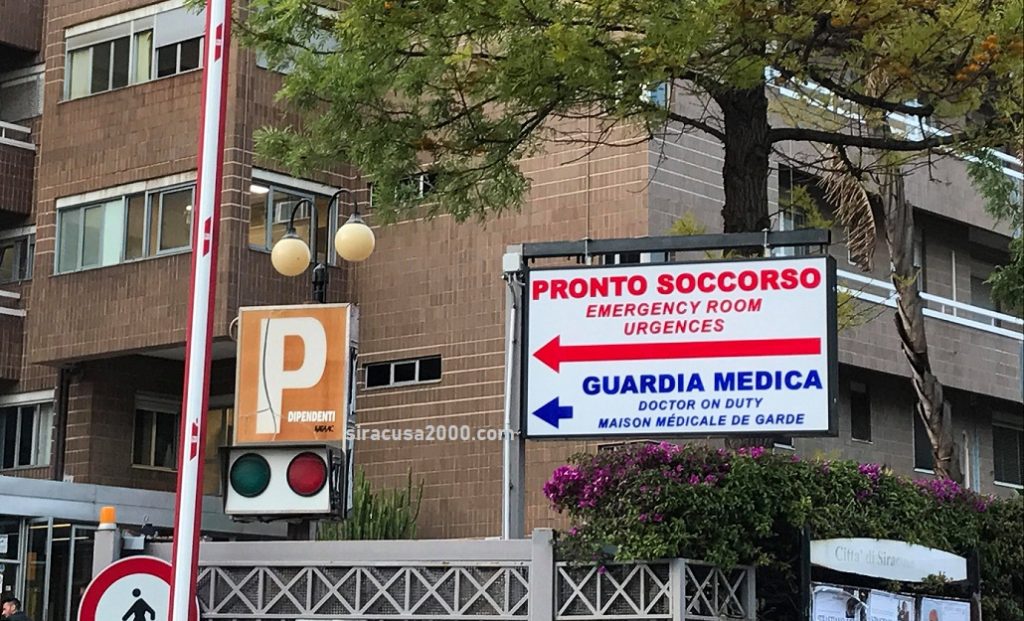 PRONTO SOCCORSO
EMERGENCY ROOM
URGENCES
GUARDIA MEDICA
DOCTOR ON DUTY
MAISON MÉDICALE DE GARDE
P
DIPENDENTI
siracusa2000.com
Citta' di Siracusa